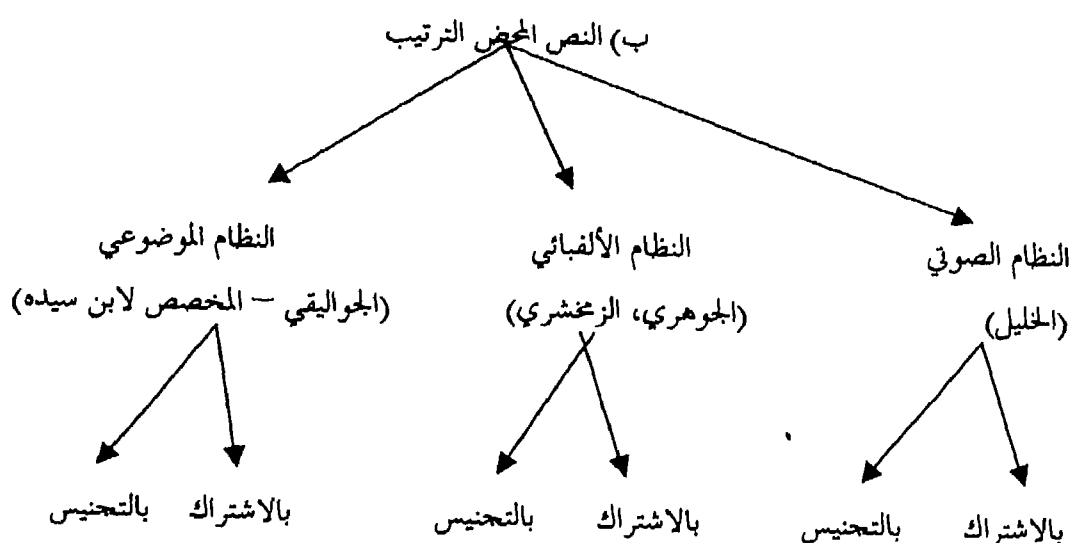 ب) النص المحض الترتيب
النظام الصوتي
(الخليل)
النظام الألفبائي
(الجوهري، الزمخشري)
النظام الموضوعي
(الجواليقي – المخصص لابن سيده)
بالاشتراك بالتجنيس
بالاشتراك بالتجنيس
بالاشتراك بالتجنيس